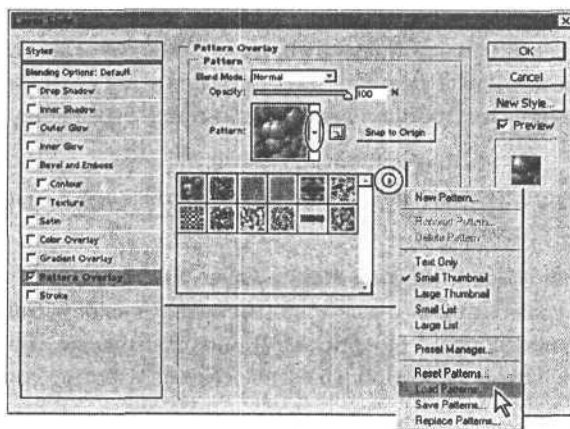 Layer Style
Styles
Blending Options: Default
Drop Shadow
Inner Shadow
Outer Glow
Inner Glow
Bevel and Emboss
Contour
Texture
Satin
Color Overlay
Gradient Overlay
Pattern Overlay
Stroke
Pattern Overlay
Pattern
Blend Mode: Normal
Opacity: 100 %
Pattern:
Snap to Origin
OK
Cancel
New Style...
Preview
New Pattern...
Rename Pattern...
Delete Pattern
Text Only
Small Thumbnail
Large Thumbnail
Small List
Large List
Preset Manager...
Reset Patterns...
Load Patterns...
Save Patterns...
Replace Patterns...